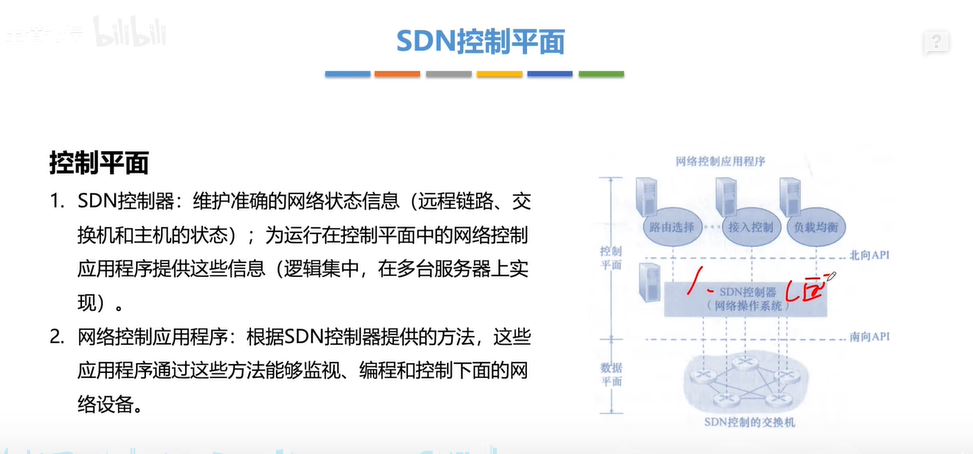 bilibili
SDN控制平面
?
控制平面
1. SDN控制器：维护准确的网络状态信息（远程链路、交
换机和主机的状态）；为运行在控制平面中的网络控制
应用程序提供这些信息（逻辑集中，在多台服务器上实
现）。
2. 网络控制应用程序：根据SDN控制器提供的方法，这些
应用程序通过这些方法能够监视、编程和控制下面的网
络设备。
网络控制应用程序
路由选择
接入控制
负载均衡
北向API
控制
平面
1.
SDN控制器
（网络操作系统）
南向API
数据
平面
SDN控制的交换机